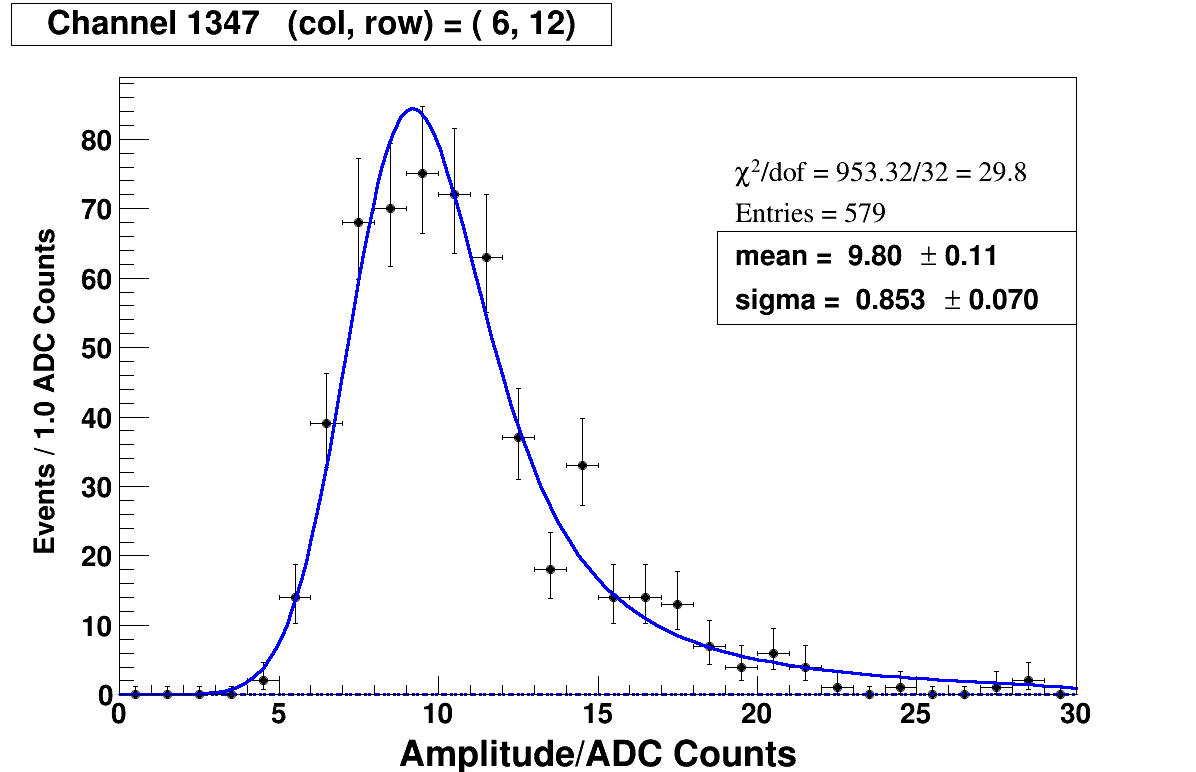 Channel 1347 (col, row) = ( 6, 12)
χ²/dof = 953.32/32 = 29.8
Entries = 579
mean = 9.80 ± 0.11
sigma = 0.853 ± 0.070
Events / 1.0 ADC Counts
80
70
60
50
40
30
20
10
0
0 5 10 15 20 25 30
Amplitude/ADC Counts